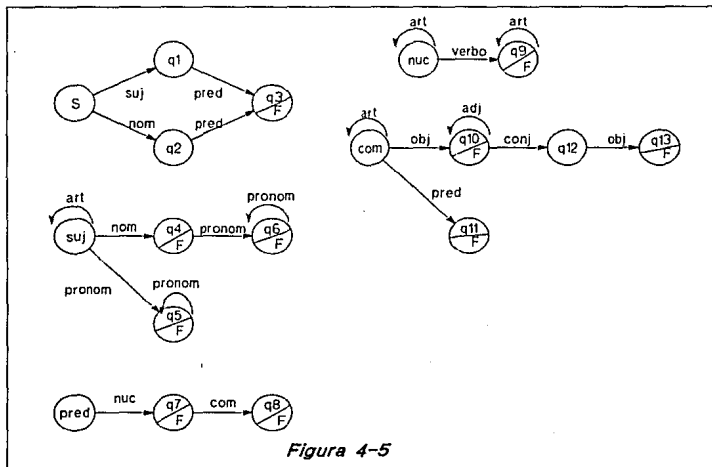 art
art
q1
nuc
verbo
q9
F
suj
pred
S
q3
F
nom
pred
art
adj
q2
com
obj
q10
F
conj
q12
obj
q13
F
pred
art
pronom
suj
nom
q4
F
pronom
q6
F
q11
F
pronom
pronom
q5
F
pred
nuc
q7
F
com
q8
F
Figura 4-5